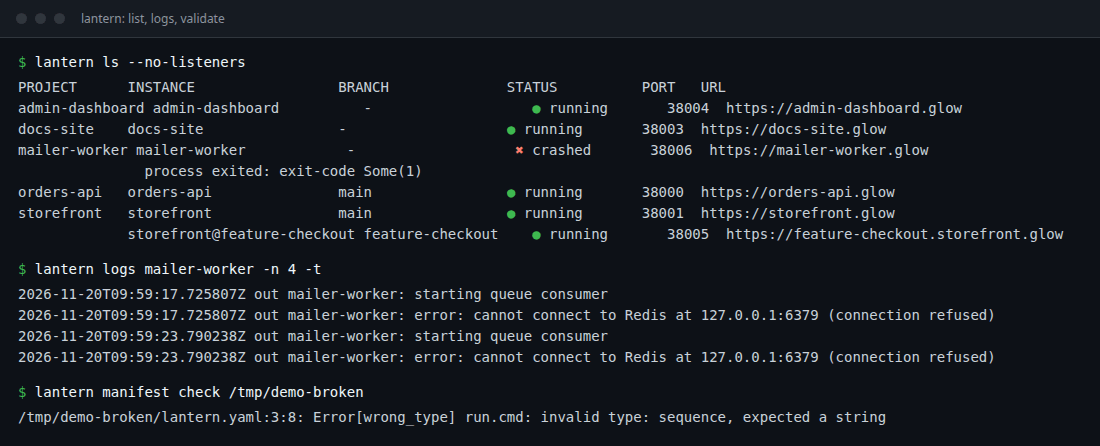 lantern: list, logs, validate
$ lantern ls --no-listeners
PROJECT INSTANCE BRANCH STATUS PORT URL
admin-dashboard admin-dashboard - ● running 38004 https://admin-dashboard.glow
docs-site docs-site - ● running 38003 https://docs-site.glow
mailer-worker mailer-worker - ✖ crashed 38006 https://mailer-worker.glow
process exited: exit-code Some(1)
orders-api orders-api main ● running 38000 https://orders-api.glow
storefront storefront main ● running 38001 https://storefront.glow
storefront@feature-checkout feature-checkout ● running 38005 https://feature-checkout.storefront.glow
$ lantern logs mailer-worker -n 4 -t
2026-11-20T09:59:17.725807Z out mailer-worker: starting queue consumer
2026-11-20T09:59:17.725807Z out mailer-worker: error: cannot connect to Redis at 127.0.0.1:6379 (connection refused)
2026-11-20T09:59:23.790238Z out mailer-worker: starting queue consumer
2026-11-20T09:59:23.790238Z out mailer-worker: error: cannot connect to Redis at 127.0.0.1:6379 (connection refused)
$ lantern manifest check /tmp/demo-broken
/tmp/demo-broken/lantern.yaml:3:8: Error[wrong_type] run.cmd: invalid type: sequence, expected a string